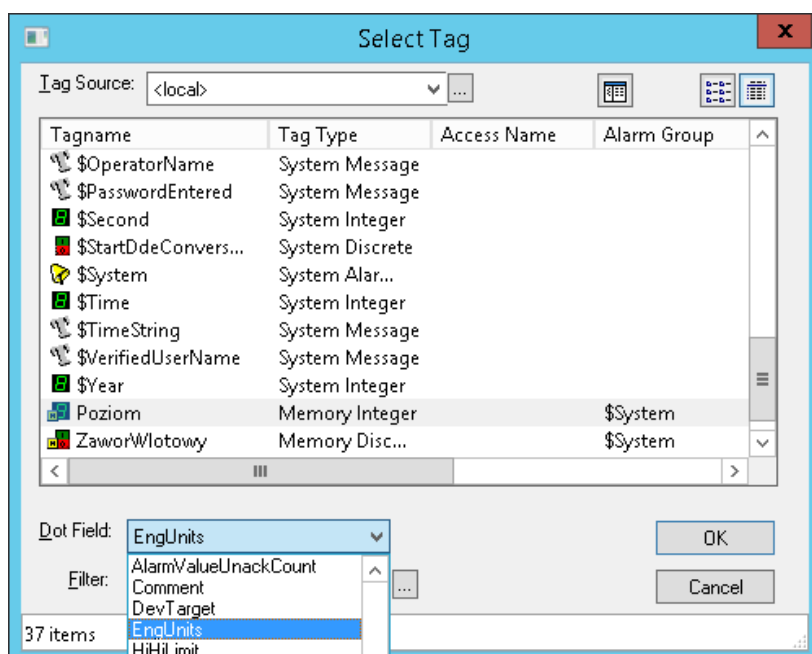 Select Tag
x
Tag Source: <local> ...
Tagname Tag Type Access Name Alarm Group
$OperatorName System Message
$PasswordEntered System Message
$Second System Integer
$StartDdeConvers... System Discrete
$System System Alar...
$Time System Integer
$TimeString System Message
$VerifiedUserName System Message
$Year System Integer
Poziom Memory Integer $System
ZaworWlotowy Memory Disc... $System
Dot Field: EngUnits OK
AlarmValueUnackCount
Filter: Comment ... Cancel
DevTarget
37 items EngUnits
HiHiLimit